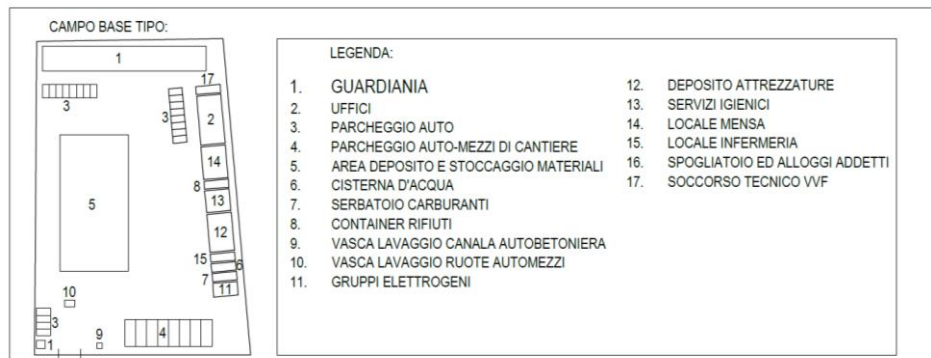 CAMPO BASE TIPO:
1
17
3
3
2
14
8
13
5
12
15
6
7
11
10
3
4
1
9
LEGENDA:
1. GUARDIANIA
2. UFFICI
3. PARCHEGGIO AUTO
4. PARCHEGGIO AUTO-MEZZI DI CANTIERE
5. AREA DEPOSITO E STOCCAGGIO MATERIALI
6. CISTERNA D'ACQUA
7. SERBATOIO CARBURANTI
8. CONTAINER RIFIUTI
9. VASCA LAVAGGIO CANALA AUTOBETONIERA
10. VASCA LAVAGGIO RUOTE AUTOMEZZI
11. GRUPPI ELETTROGENI
12. DEPOSITO ATTREZZATURE
13. SERVIZI IGIENICI
14. LOCALE MENSA
15. LOCALE INFERMERIA
16. SPOGLIATOIO ED ALLOGGI ADDETTI
17. SOCCORSO TECNICO VVF